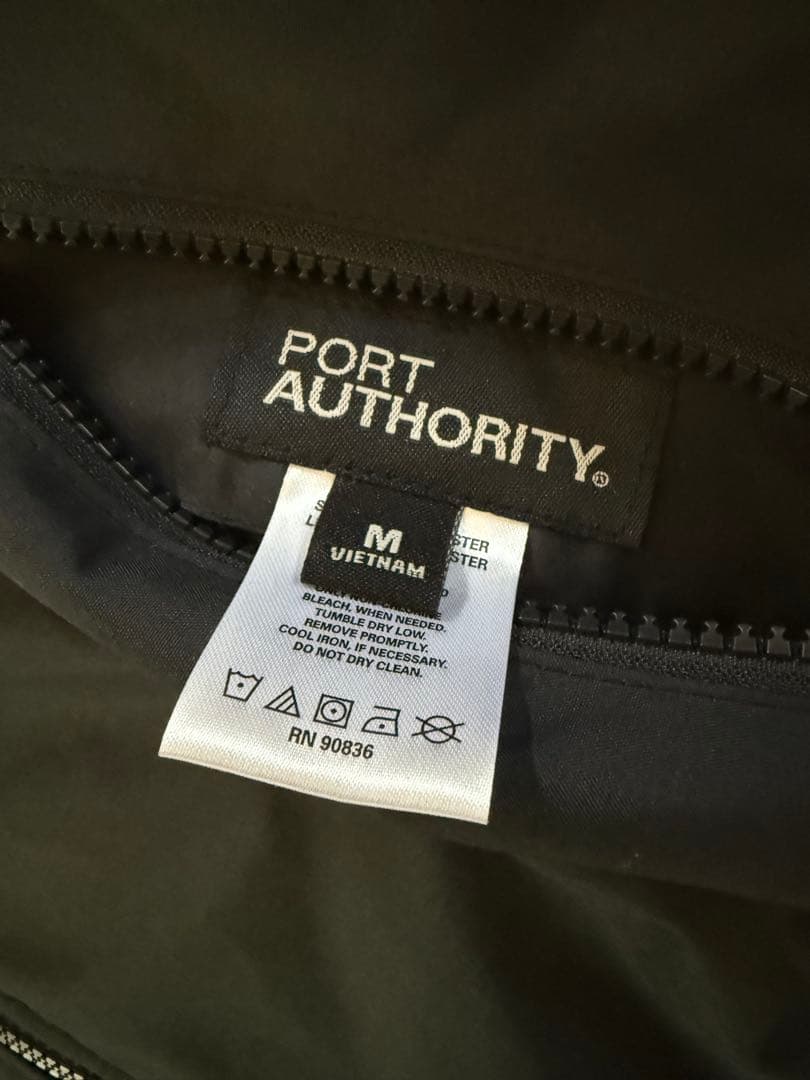 PORT
AUTHORITY®
M
VIETNAM
BLEACH, WHEN NEEDED.
TUMBLE DRY LOW.
REMOVE PROMPTLY.
COOL IRON, IF NECESSARY.
DO NOT DRY CLEAN.
RN 90836